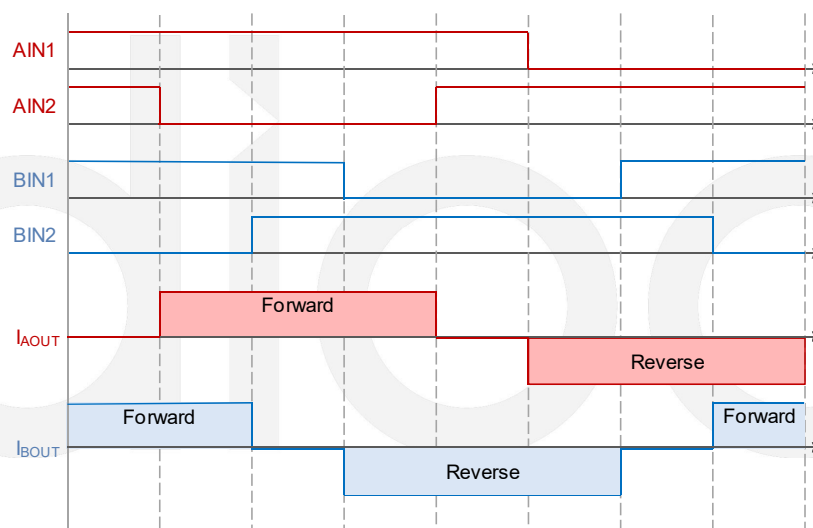 AIN1
AIN2
BIN1
BIN2
Forward
IAOUT
Reverse
Forward
Forward
IBOUT
Reverse